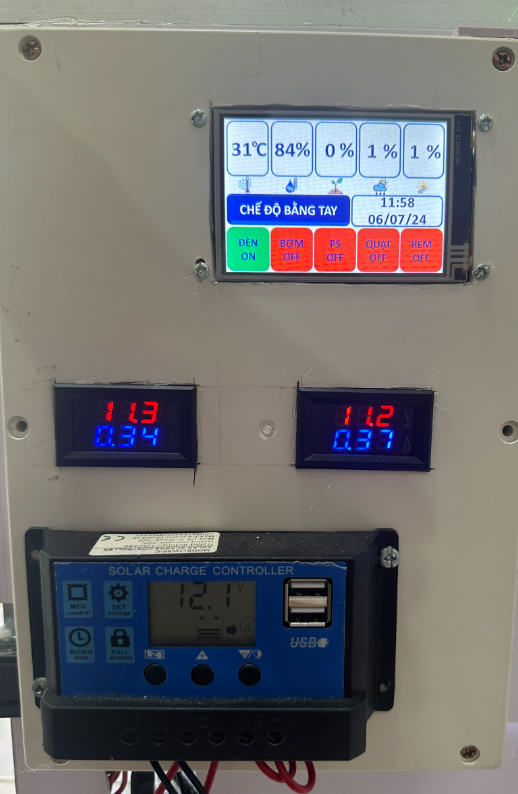 31°C 84% 0 % 1 % 1 %
CHẾ ĐỘ BẰNG TAY
11:58
06/07/24
ĐÈN ON
BƠM OFF
PS OFF
QUẠT OFF
RÈM OFF
11.3 V
0.34 A
11.2 V
0.37 A
SOLAR CHARGE CONTROLLER
MCU control
SET
12.1 V
Build-in timer
FULL protect
USB